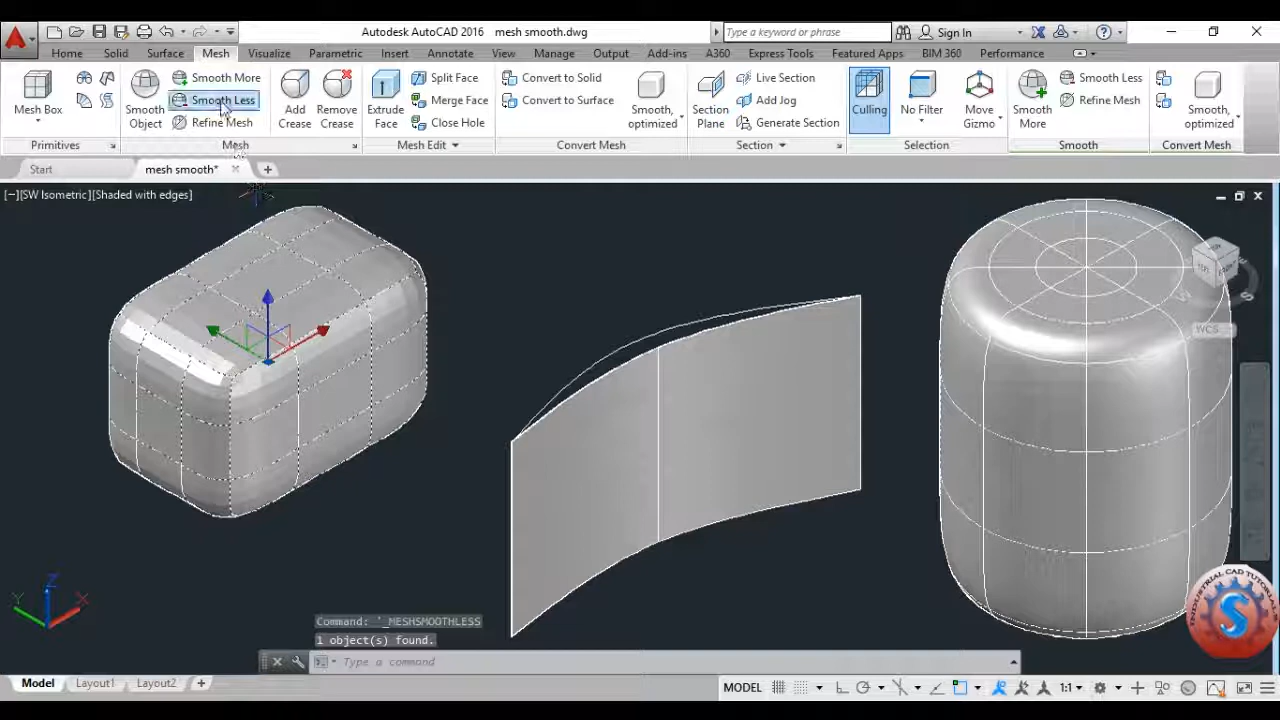 Autodesk AutoCAD 2016 mesh smooth.dwg
Type a keyword or phrase
Sign In
Home Solid Surface Mesh Visualize Parametric Insert Annotate View Manage Output Add-ins A360 Express Tools Featured Apps BIM 360 Performance
Mesh Box
Smooth Object
Smooth More
Smooth Less
Refine Mesh
Add Crease
Remove Crease
Extrude Face
Split Face
Merge Face
Close Hole
Convert to Solid
Convert to Surface
Smooth, optimized
Section Plane
Live Section
Add Jog
Generate Section
Culling
No Filter
Move Gizmo
Smooth More
Smooth Less
Refine Mesh
Smooth, optimized
Primitives Mesh Mesh Edit Convert Mesh Section Selection Smooth Convert Mesh
Start mesh smooth*
[−][SW Isometric][Shaded with edges]
WCS
Z
Y X
INDUSTRIAL CAD TUTORIALS
S
Command: '_MESHSMOOTHLESS
1 object(s) found.
Type a command
Model Layout1 Layout2
MODEL 1:1